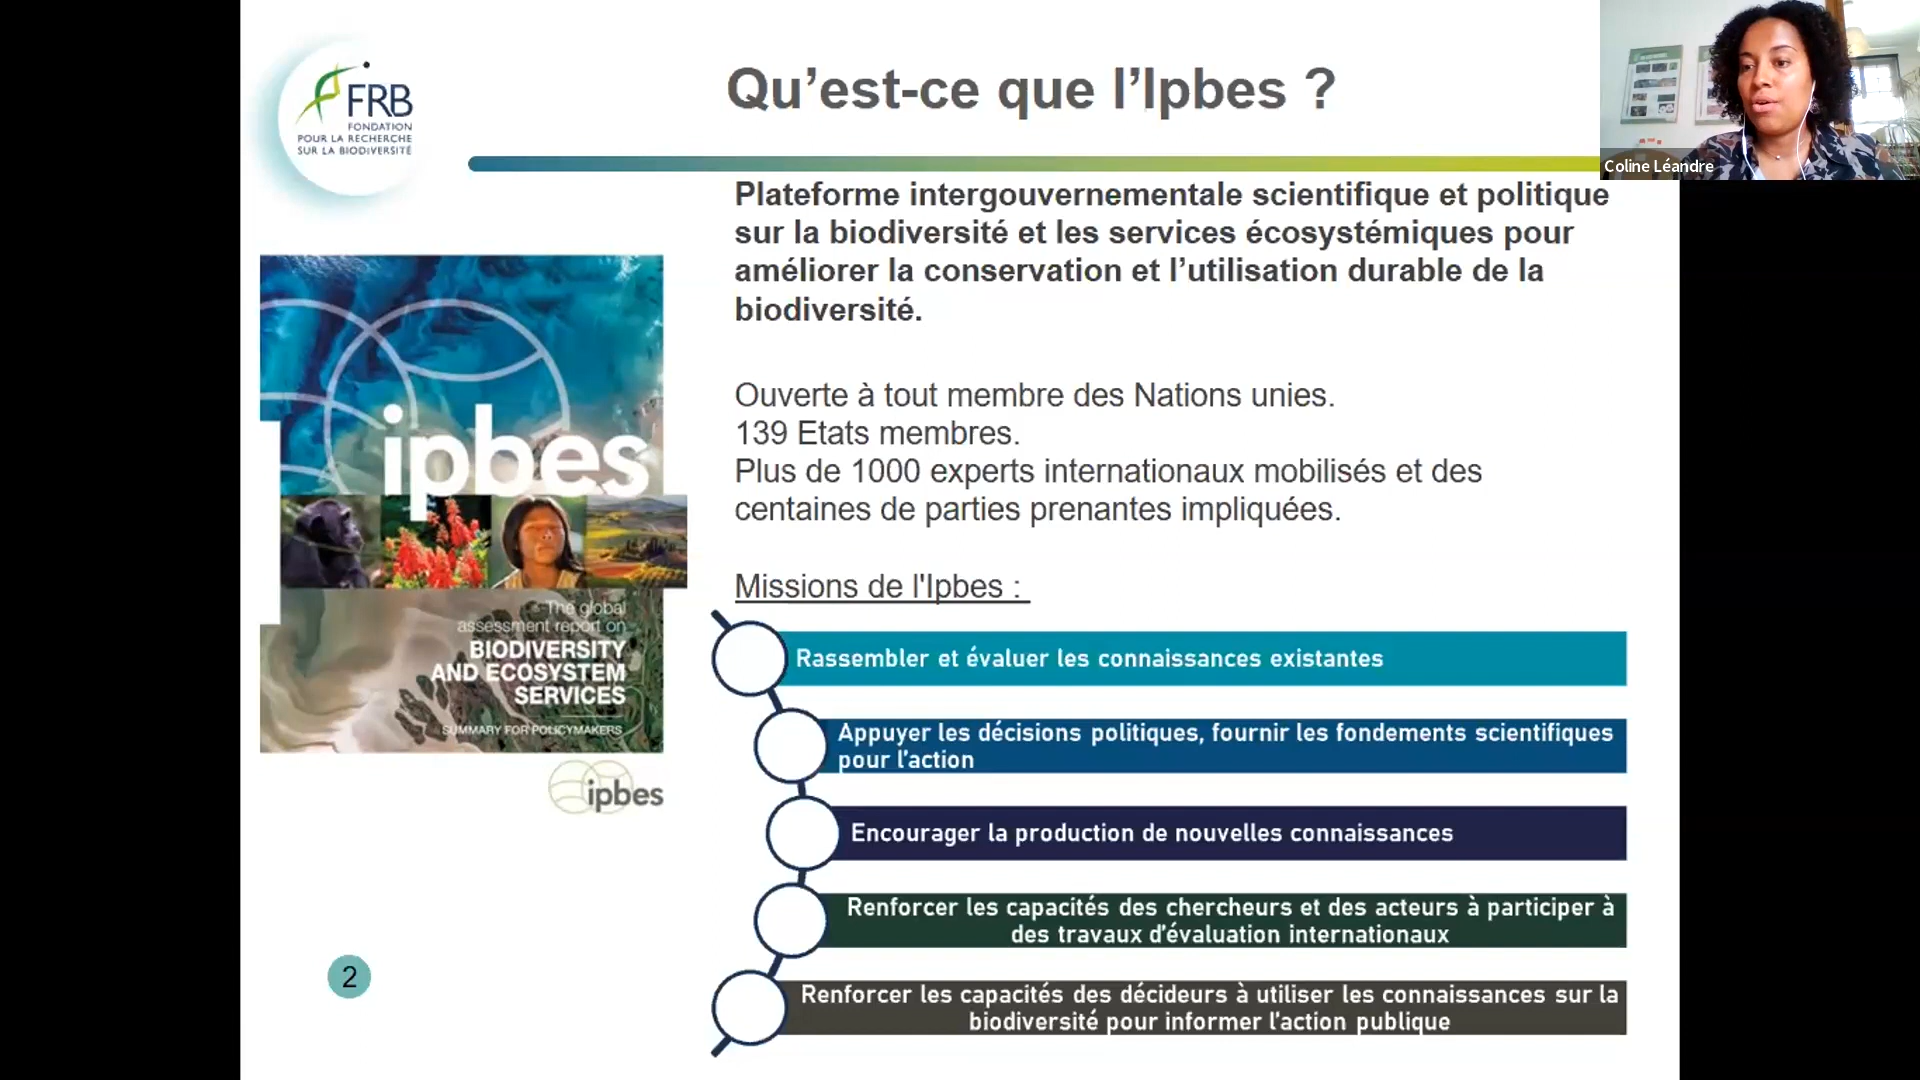 FRB
FONDATION
POUR LA RECHERCHE
SUR LA BIODIVERSITÉ
Qu’est-ce que l’Ipbes ?
Coline Léandre
Plateforme intergouvernementale scientifique et politique
sur la biodiversité et les services écosystémiques pour
améliorer la conservation et l’utilisation durable de la
biodiversité.
Ouverte à tout membre des Nations unies.
139 Etats membres.
Plus de 1000 experts internationaux mobilisés et des
centaines de parties prenantes impliquées.
Missions de l'Ipbes :
Rassembler et évaluer les connaissances existantes
Appuyer les décisions politiques, fournir les fondements scientifiques
pour l’action
Encourager la production de nouvelles connaissances
Renforcer les capacités des chercheurs et des acteurs à participer à
des travaux d’évaluation internationaux
Renforcer les capacités des décideurs à utiliser les connaissances sur la
biodiversité pour informer l’action publique
ipbes
The global
assessment report on
BIODIVERSITY
AND ECOSYSTEM
SERVICES
SUMMARY FOR POLICYMAKERS
ipbes
2